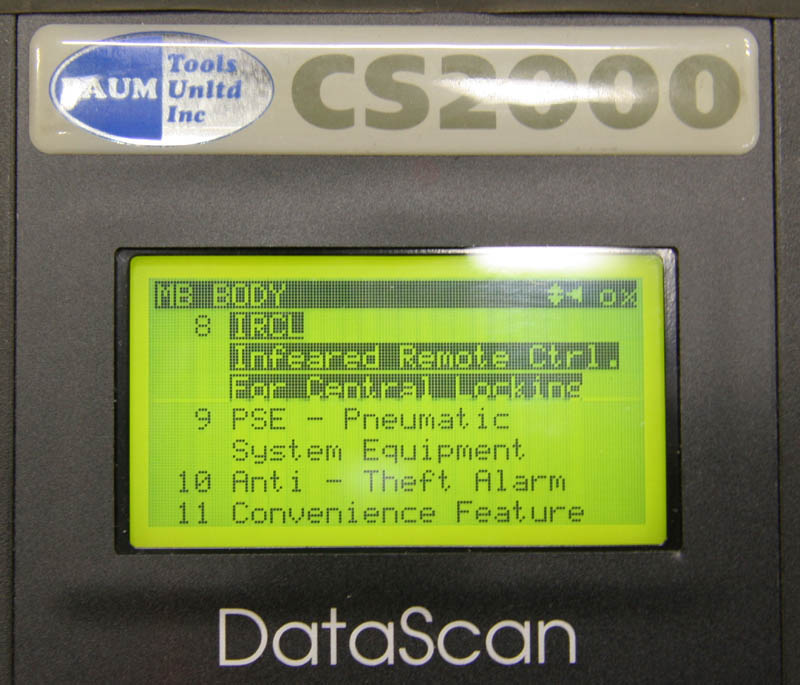 BAUM Tools Unltd Inc
CS2000
MB BODY
8 IRCL
Infeared Remote Ctrl.
For Central Locking
9 PSE - Pneumatic
System Equipment
10 Anti - Theft Alarm
11 Convenience Feature
DataScan